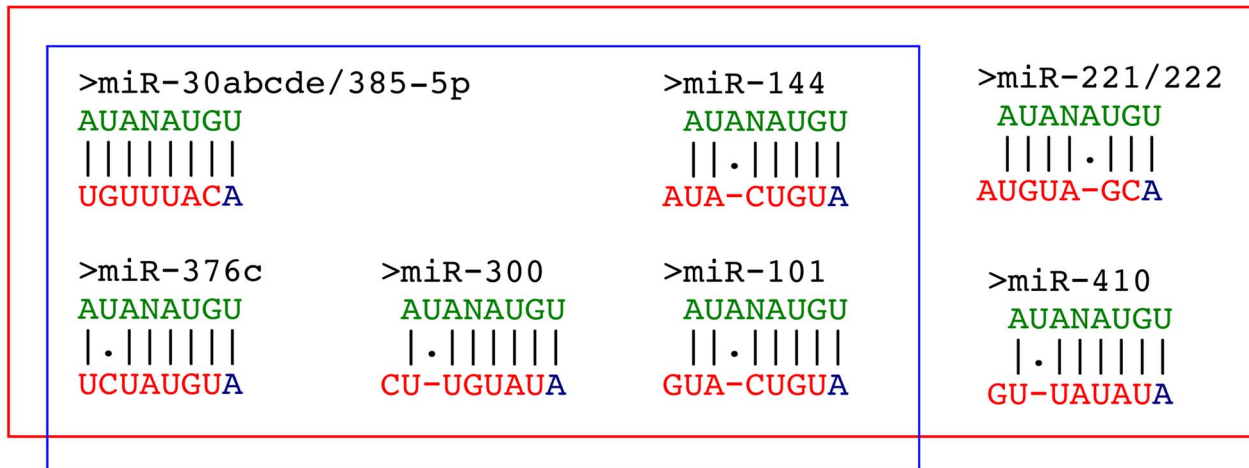 >miR-30abcde/385-5p
AUANAUGU
||||||||
UGUUUACA
>miR-144
AUANAUGU
||.|||||
AUA-CUGUA
>miR-221/222
AUANAUGU
||||.|||
AUGUA-GCA
>miR-376c
AUANAUGU
|.||||||
UCUAUGUA
>miR-300
AUANAUGU
|.||||||
CU-UGUAUA
>miR-101
AUANAUGU
||.|||||
GUA-CUGUA
>miR-410
AUANAUGU
|.||||||
GU-UAUAUA